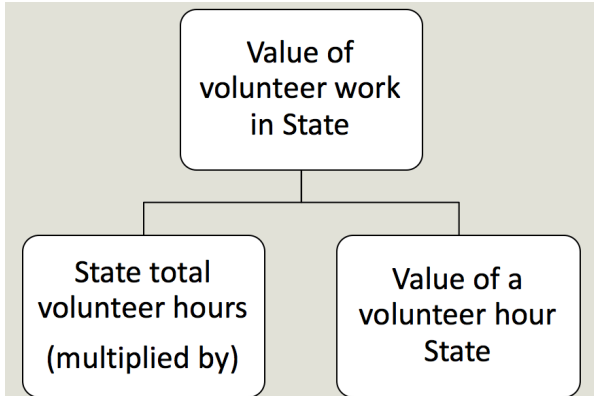 Value of
volunteer work
in State
State total
volunteer hours
(multiplied by)
Value of a
volunteer hour
State